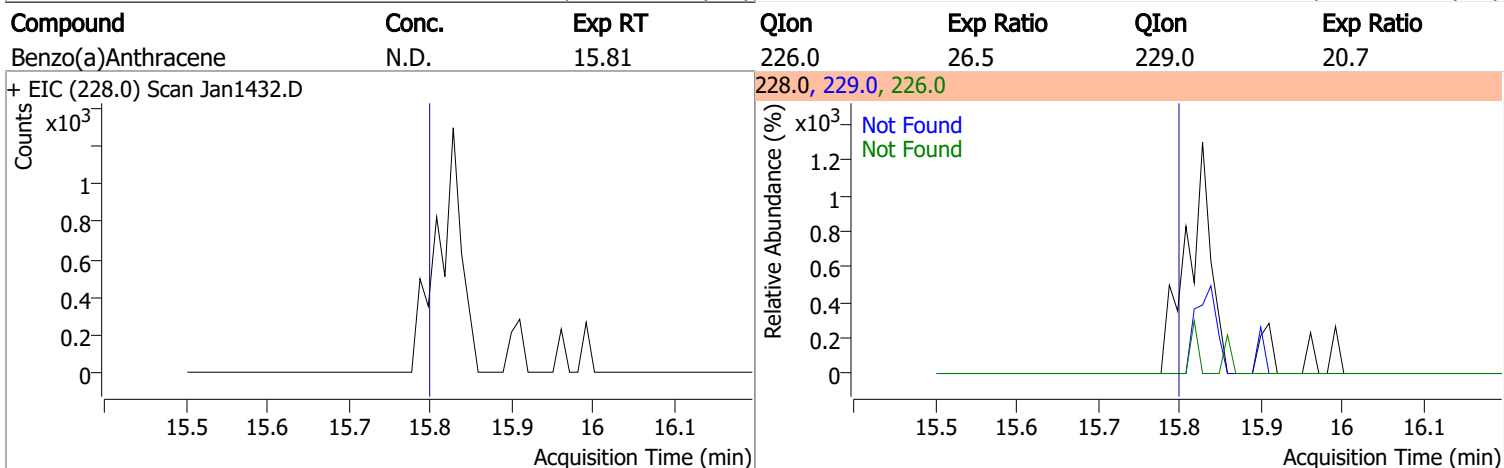 Compound Conc. Exp RT QIon Exp Ratio QIon Exp Ratio
Benzo(a)Anthracene N.D. 15.81 226.0 26.5 229.0 20.7
+ EIC (228.0) Scan Jan1432.D
Counts
x10³
1
0.8
0.6
0.4
0.2
0
15.5 15.6 15.7 15.8 15.9 16 16.1
Acquisition Time (min)
228.0, 229.0, 226.0
Relative Abundance (%)
x10³
Not Found
Not Found
1.2
1
0.8
0.6
0.4
0.2
0
15.5 15.6 15.7 15.8 15.9 16 16.1
Acquisition Time (min)